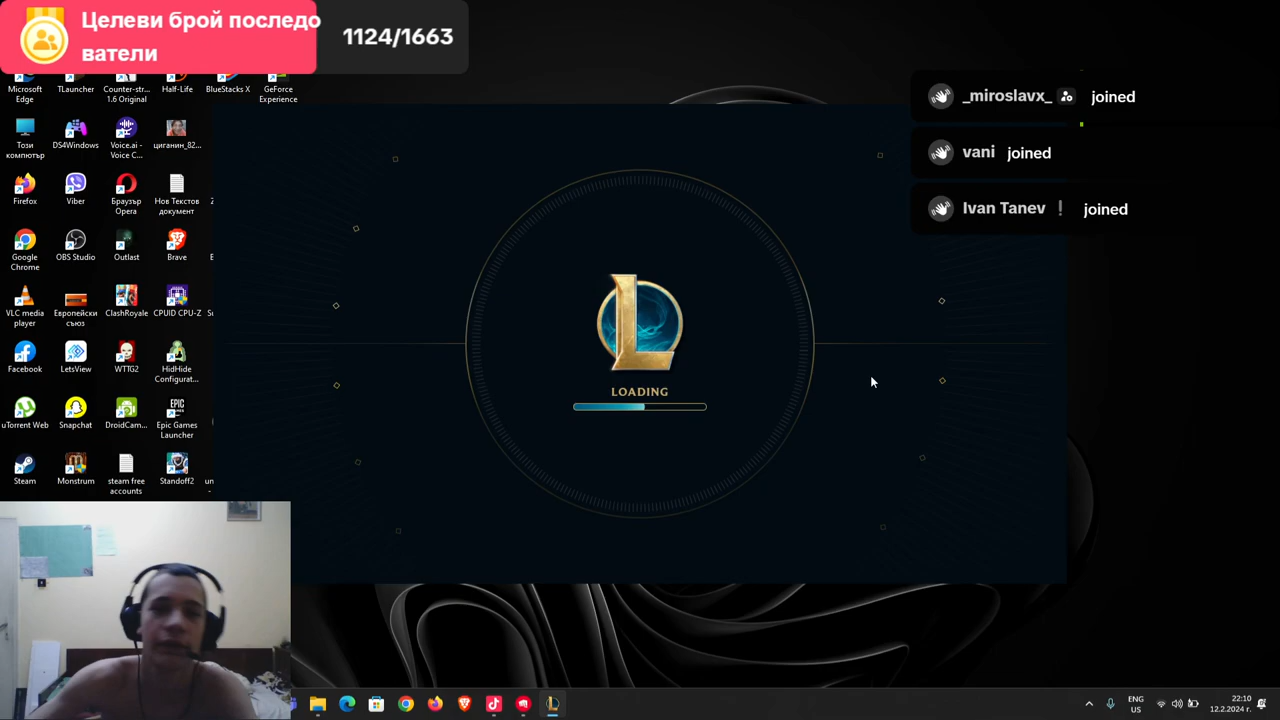 Целеви брой последо
ватели
1124/1663
_miroslavx_ joined
vani joined
Ivan Tanev ❘ joined
Microsoft
Edge
TLauncher
Counter-str...
1.6 Original
Half-Life
BlueStacks X
GeForce
Experience
Този
компютър
DS4Windows
Voice.ai -
Voice C...
циганин_82...
Firefox
Viber
Браузър
Opera
Нов Текстов
документ
Google
Chrome
OBS Studio
Outlast
Brave
VLC media
player
Европейски
съюз
ClashRoyale
CPUID CPU-Z
Facebook
LetsView
WTTG2
HidHide
Configurat...
uTorrent Web
Snapchat
DroidCam...
EPIC
GAMES
Epic Games
Launcher
Steam
Monstrum
steam free
accounts
Standoff2
LOADING
ENG
US
22:10
12.2.2024 г.